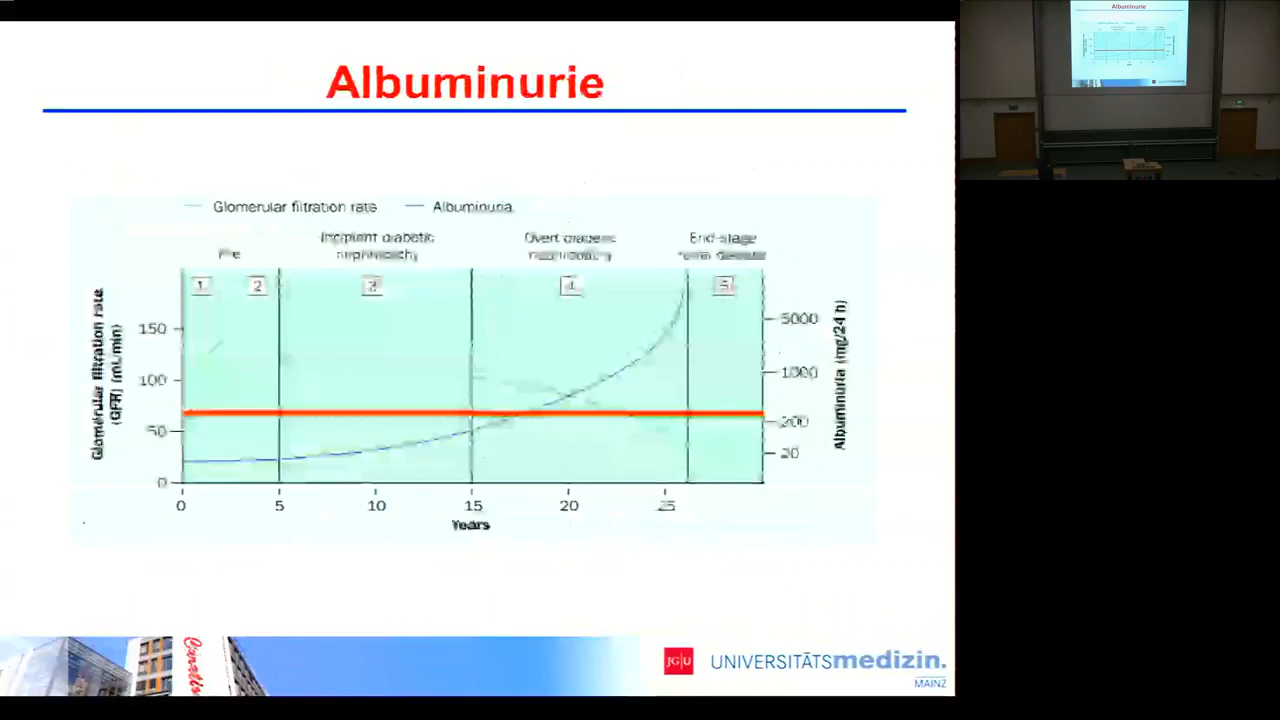 Albuminurie
Glomerular filtration rate
Albuminuria
Pre
Incipient diabetic
nephropathy
Overt diabetic
nephropathy
End-stage
renal disease
1
2
3
4
5
Glomerular filtration rate
(GFR) (mL/min)
150
100
50
0
5000
1000
200
20
Albuminuria (mg/24 h)
0
5
10
15
20
25
Years
JG|U
UNIVERSITÄTSmedizin.
MAINZ
Albuminurie